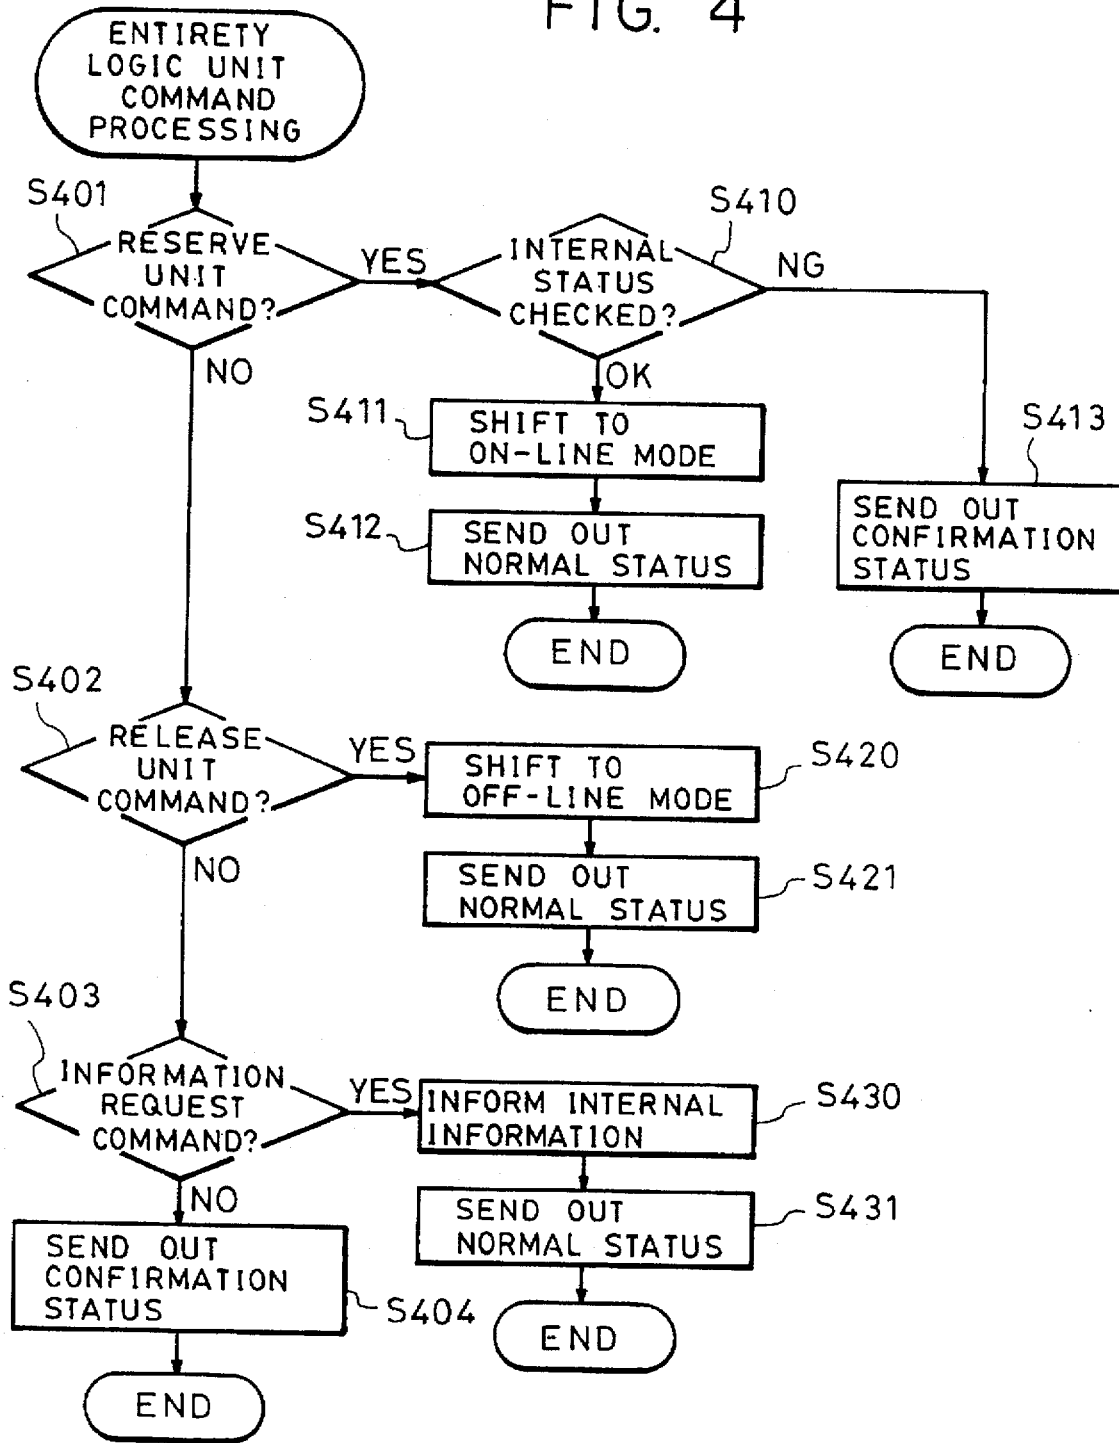 FIG. 4
ENTIRETY
LOGIC UNIT
COMMAND
PROCESSING
S401
RESERVE
UNIT
COMMAND?
YES
NO
S410
INTERNAL
STATUS
CHECKED?
NG
OK
S411
SHIFT TO
ON-LINE MODE
S412
SEND OUT
NORMAL STATUS
END
S413
SEND OUT
CONFIRMATION
STATUS
END
S402
RELEASE
UNIT
COMMAND?
YES
NO
SHIFT TO
OFF-LINE MODE
S420
SEND OUT
NORMAL STATUS
S421
END
S403
INFORMATION
REQUEST
COMMAND?
YES
NO
INFORM INTERNAL
INFORMATION
S430
SEND OUT
NORMAL STATUS
S431
END
SEND OUT
CONFIRMATION
STATUS
S404
END